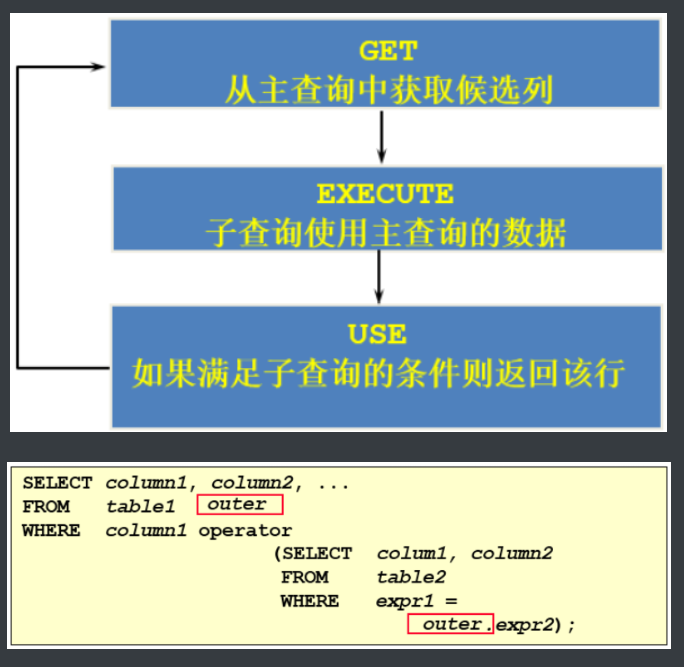 GET
从主查询中获取候选列
EXECUTE
子查询使用主查询的数据
USE
如果满足子查询的条件则返回该行
SELECT column1, column2, ...
FROM table1 outer
WHERE column1 operator
(SELECT colum1, column2
FROM table2
WHERE expr1 =
outer.expr2);